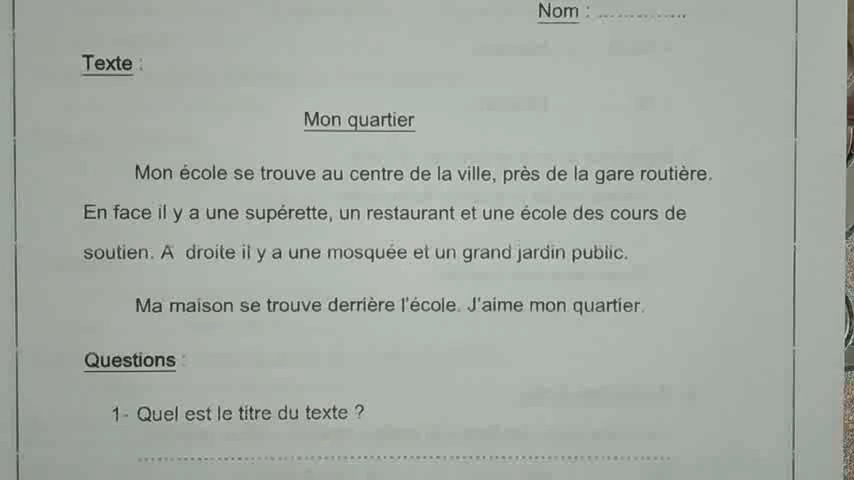 Nom : ..................
Texte :
Mon quartier
Mon école se trouve au centre de la ville, près de la gare routière.
En face il y a une supérette, un restaurant et une école des cours de
soutien. A droite il y a une mosquée et un grand jardin public.
Ma maison se trouve derrière l'école. J'aime mon quartier.
Questions :
1- Quel est le titre du texte ?